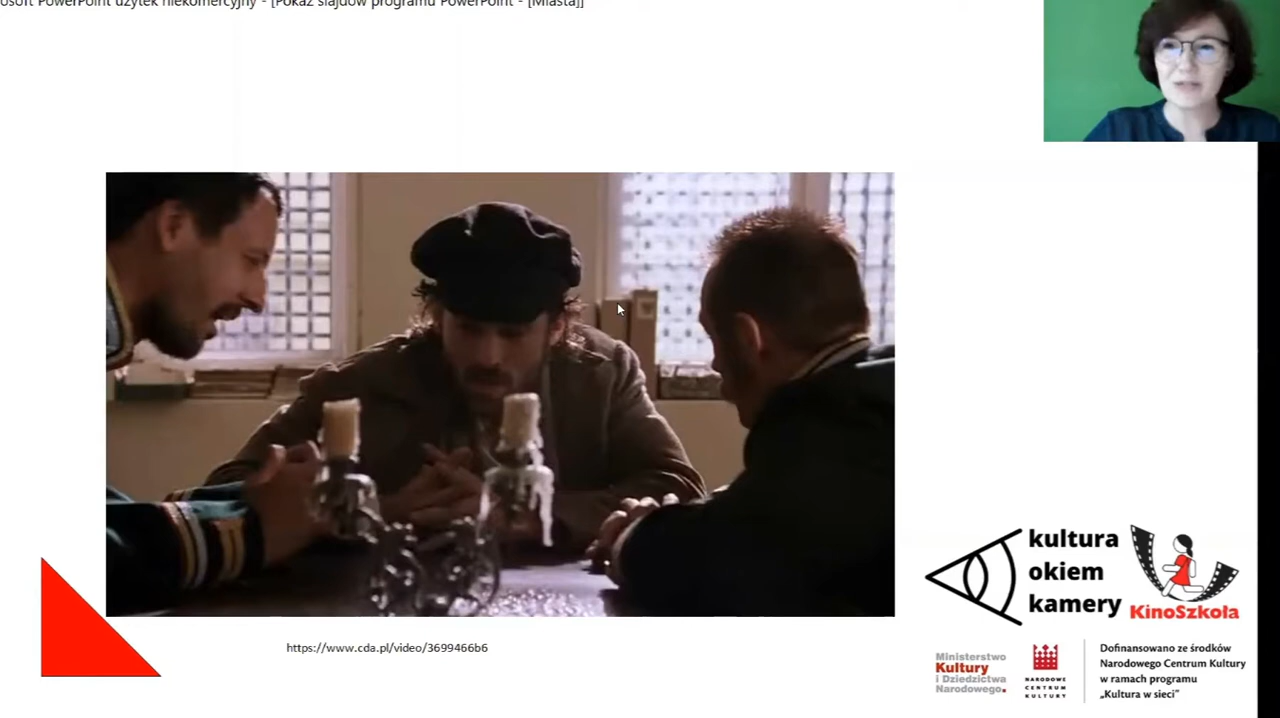 osoft PowerPoint użytek niekomercyjny - [Pokaz slajdów programu PowerPoint - [Miasta]]
https://www.cda.pl/video/3699466b6
kultura
okiem
kamery
KinoSzkoła
Ministerstwo
Kultury
i Dziedzictwa
Narodowego.
NARODOWE
CENTRUM
KULTURY
Dofinansowano ze środków
Narodowego Centrum Kultury
w ramach programu
„Kultura w sieci”